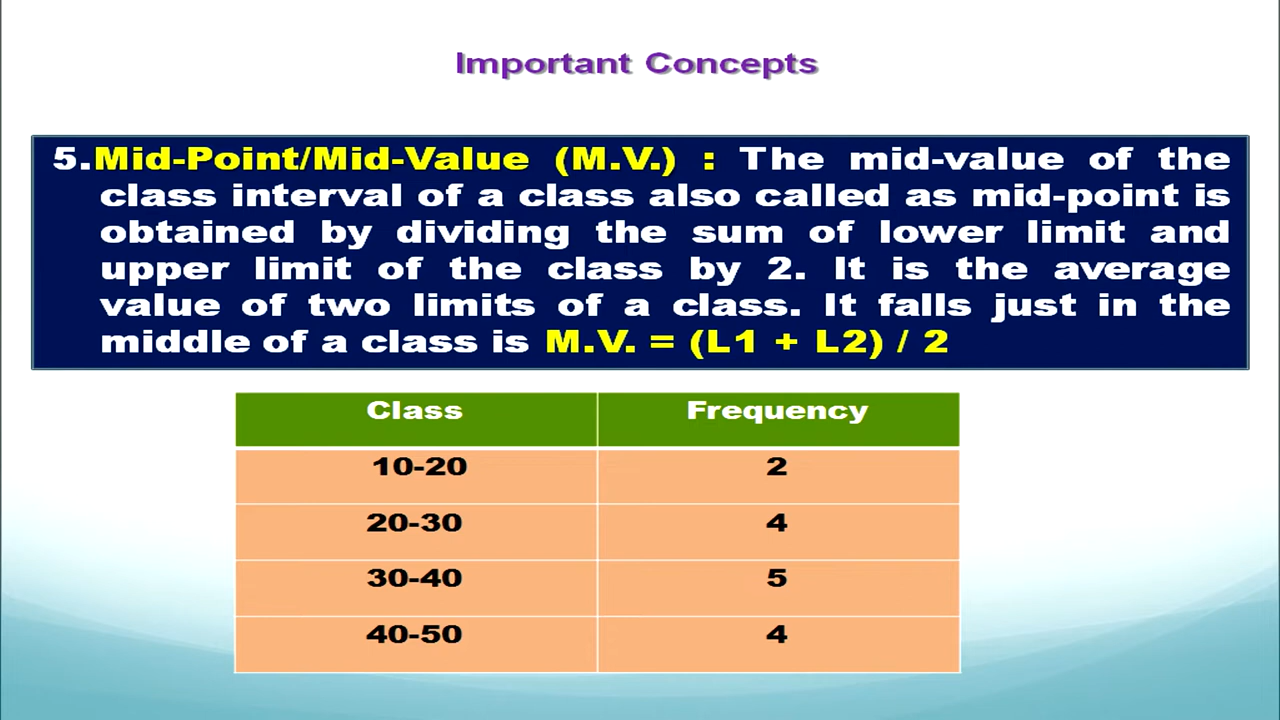 Important Concepts
5.Mid-Point/Mid-Value (M.V.) : The mid-value of the
class interval of a class also called as mid-point is
obtained by dividing the sum of lower limit and
upper limit of the class by 2. It is the average
value of two limits of a class. It falls just in the
middle of a class is M.V. = (L1 + L2) / 2
Class Frequency
10-20 2
20-30 4
30-40 5
40-50 4